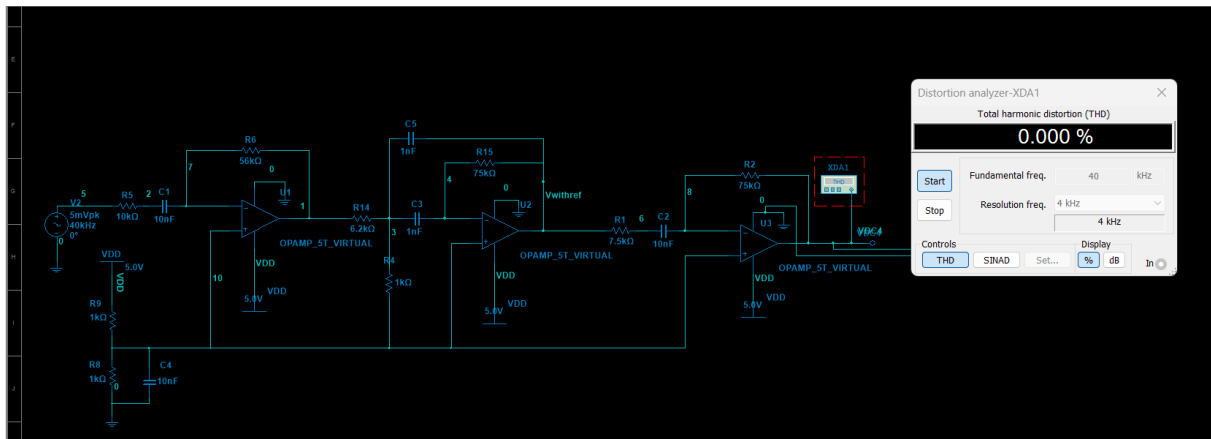 E
F
G
H
I
J
5
V2
5mVpk
40kHz
0°
0
R5
10kΩ
2
C1
10nF
7
R6
56kΩ
0
U1
1
OPAMP_5T_VIRTUAL
VDD
5.0V
VDD
10
VDD
5.0V
VDD
R9
1kΩ
R8
1kΩ
0
C4
10nF
R14
6.2kΩ
3
R4
1kΩ
C5
1nF
C3
1nF
4
R15
75kΩ
0
U2
Vwithref
OPAMP_5T_VIRTUAL
VDD
5.0V
VDD
R1
7.5kΩ
6
C2
10nF
8
R2
75kΩ
0
U3
OPAMP_5T_VIRTUAL
VDD
5.0V
VDD
XDA1
THD
VDC4
Distortion analyzer-XDA1
Total harmonic distortion (THD)
0.000 %
Start
Stop
Fundamental freq.
40
kHz
Resolution freq.
4 kHz
4 kHz
Controls
THD
SINAD
Set...
Display
%
dB
In